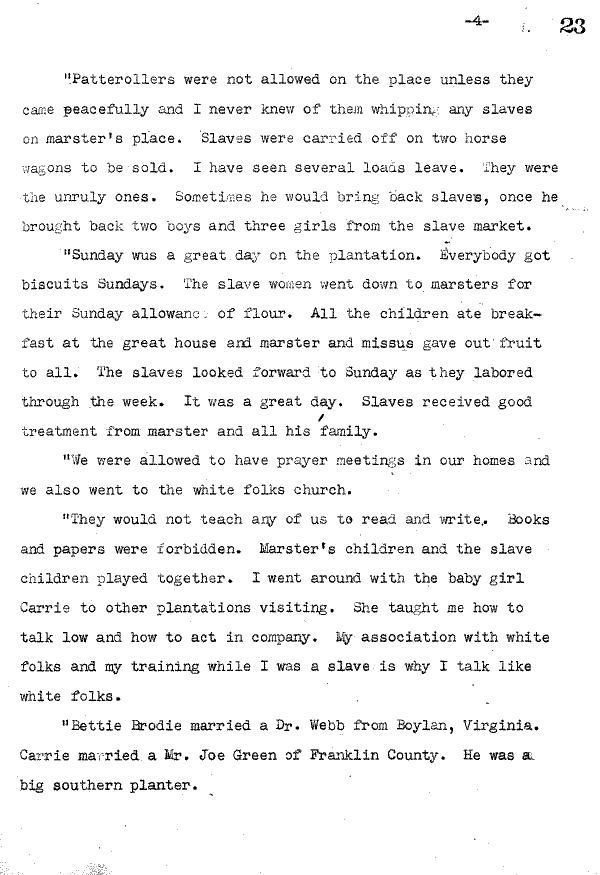 -4-
23
"Patterollers were not allowed on the place unless they
came peacefully and I never knew of them whipping any slaves
on marster's place. Slaves were carried off on two horse
wagons to be sold. I have seen several loads leave. They were
the unruly ones. Sometimes he would bring back slaves, once he
brought back two boys and three girls from the slave market.
"Sunday wus a great day on the plantation. Everybody got
biscuits Sundays. The slave women went down to marsters for
their Sunday allowance of flour. All the children ate break-
fast at the great house and marster and missus gave out fruit
to all. The slaves looked forward to Sunday as they labored
through the week. It was a great day. Slaves received good
treatment from marster and all his family.
"We were allowed to have prayer meetings in our homes and
we also went to the white folks church.
"They would not teach any of us to read and write. Books
and papers were forbidden. Marster's children and the slave
children played together. I went around with the baby girl
Carrie to other plantations visiting. She taught me how to
talk low and how to act in company. My association with white
folks and my training while I was a slave is why I talk like
white folks.
"Bettie Brodie married a Dr. Webb from Boylan, Virginia.
Carrie married a Mr. Joe Green of Franklin County. He was a
big southern planter.